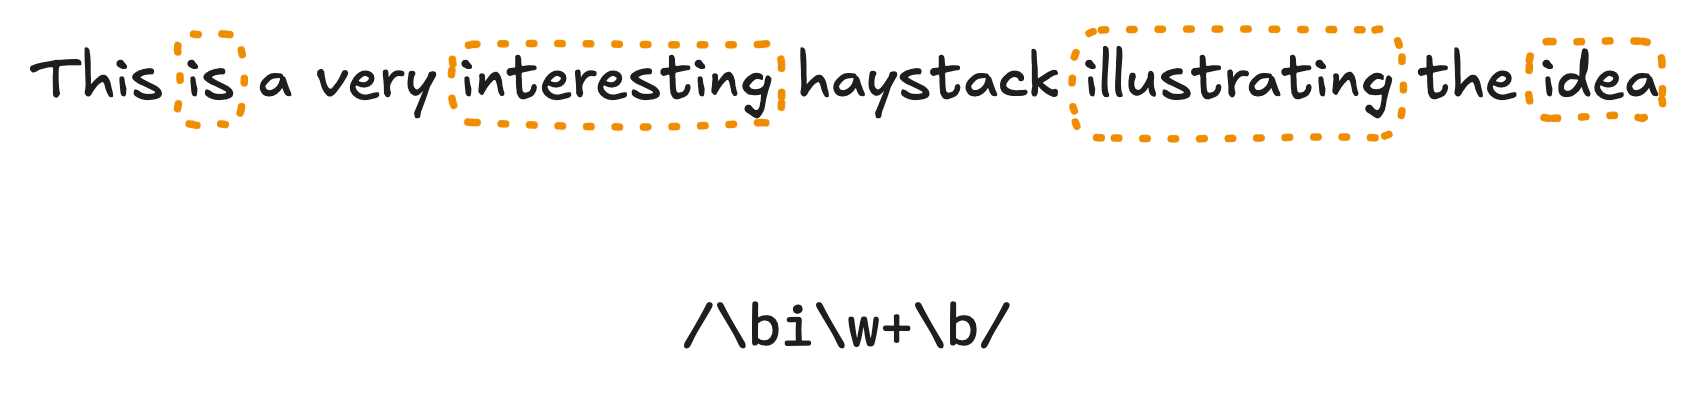 This is a very interesting haystack illustrating the idea
/\bi\w+\b/